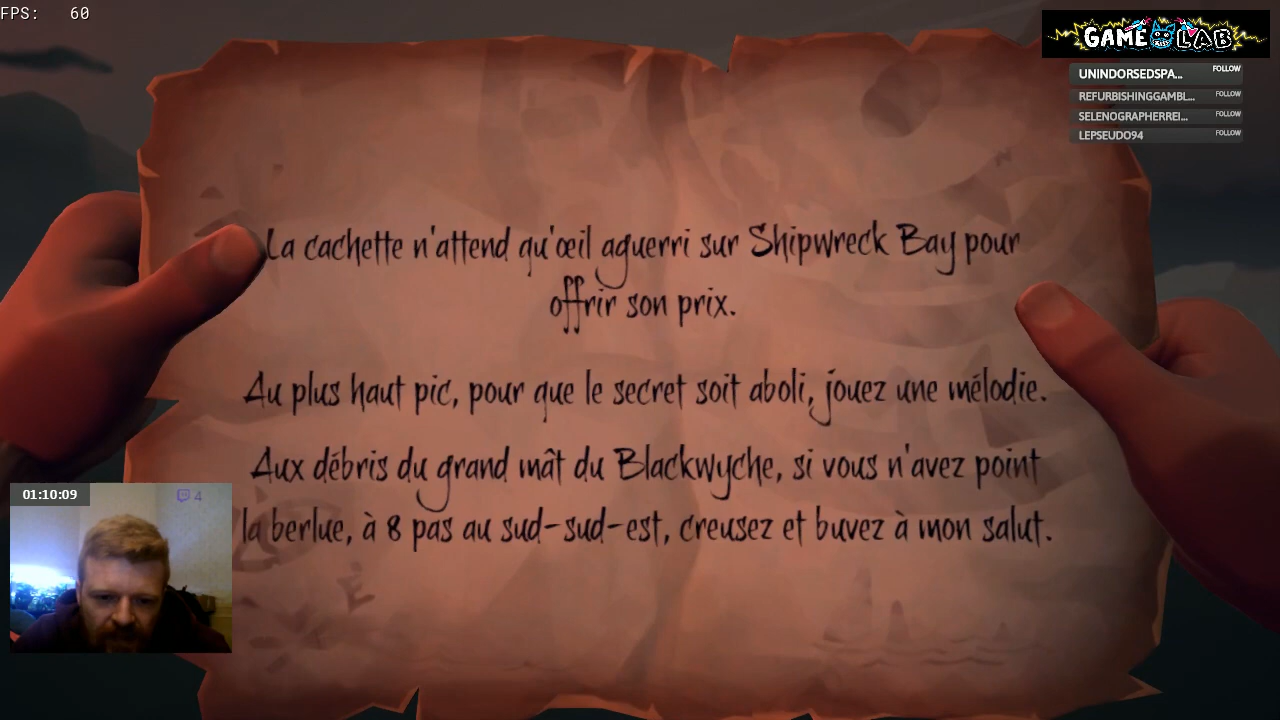 FPS: 60
GAME LAB
UNINDORSEDSPA... FOLLOW
REFURBISHINGGAMBL... FOLLOW
SELENOGRAPHERREI... FOLLOW
LEPSEUDO94 FOLLOW
La cachette n'attend qu'œil aguerri sur Shipwreck Bay pour
offrir son prix.
Au plus haut pic, pour que le secret soit aboli, jouez une mélodie.
Aux débris du grand mât du Blackwyche, si vous n'avez point
la berlue, à 8 pas au sud-sud-est, creusez et buvez à mon salut.
01:10:09
4